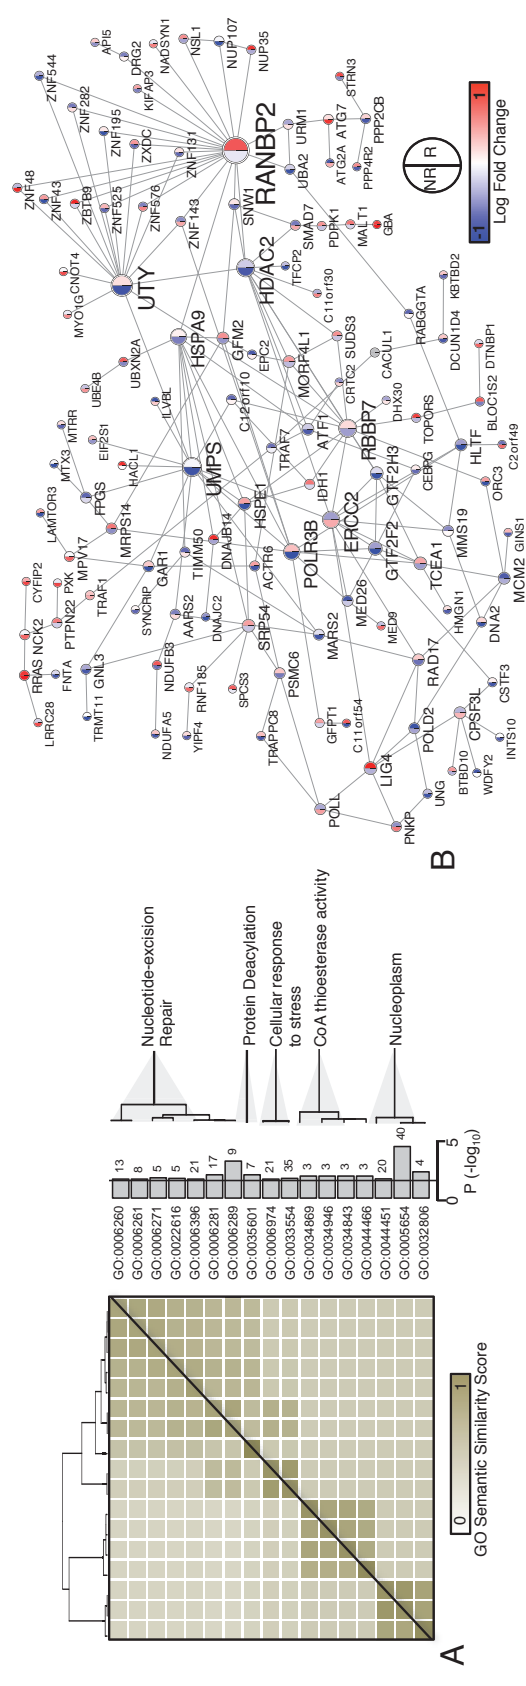 A
GO:0006260
GO:0006261
GO:0006271
GO:0022616
GO:0006396
GO:0006281
GO:0006289
GO:0035601
GO:0006974
GO:0033554
GO:0034869
GO:0034946
GO:0034843
GO:0044466
GO:0044451
GO:0005654
GO:0032806
13
8
5
5
21
17
9
7
21
35
3
3
3
3
20
40
4
0
5
P (-log10)
0
1
GO Semantic Similarity Score
Nucleotide-excision
Repair
Protein Deacylation
Cellular response
to stress
CoA thioesterase activity
Nucleoplasm
B
ZNF544
API5
DRG2
NADSYN1
NSL1
NUP107
NUP35
ZNF282
KIFAP3
ZNF195
ZXDC
ZNF131
ZNF48
ZNF43
ZBTB9
ZNF525
ZNF576
ZNF143
RANBP2
URM1
UBA2
ATG7
ATG2A
STRN3
PPP2CB
PPP4R2
SNW1
CNOT4
MYO1G
UTY
HDAC2
SMAD7
PDPK1
MALT1
GBA
TFCP2
C11orf30
UBXN2A
UBE4B
HSPA9
GFM2
EPC2
MORF4L1
SUDS3
CRTC2
CACUL1
RABGGTA
DCUN1D4
KBTBD2
DTNBP1
BLOC1S2
ILVBL
C12orf10
TRAF7
ATF1
RBBP7
DHX30
TOPORS
HLTF
C2orf49
ORC3
MTRR
MTX3
EIF2S1
HACL1
FPGS
LAMTOR3
MRPS14
MPV17
UMPS
HSPE1
IDH1
GTF2H3
CEBPG
ERCC2
POLR3B
GTF2F2
TCEA1
MMS19
GINS1
MCM2
CYFIP2
PXK
NCK2
PTPN22
TRAF1
GAR1
TIMM50
DNAJB14
ACTR6
SYNCRIP
AARS2
DNAJC2
SRP54
MARS2
MED26
MED9
HMGN1
DNA2
RRAS
FNTA
GNL3
LRRC28
TRMT11
NDUFB3
NDUFA5
RNF185
YIPF4
SPCS3
PSMC6
TRAPPC8
GFPT1
C11orf54
RAD17
POLD2
CPSF3L
CSTF3
INTS10
LIG4
POLL
PNKP
UNG
BTBD10
WDFY2
NR
R
-1
1
Log Fold Change